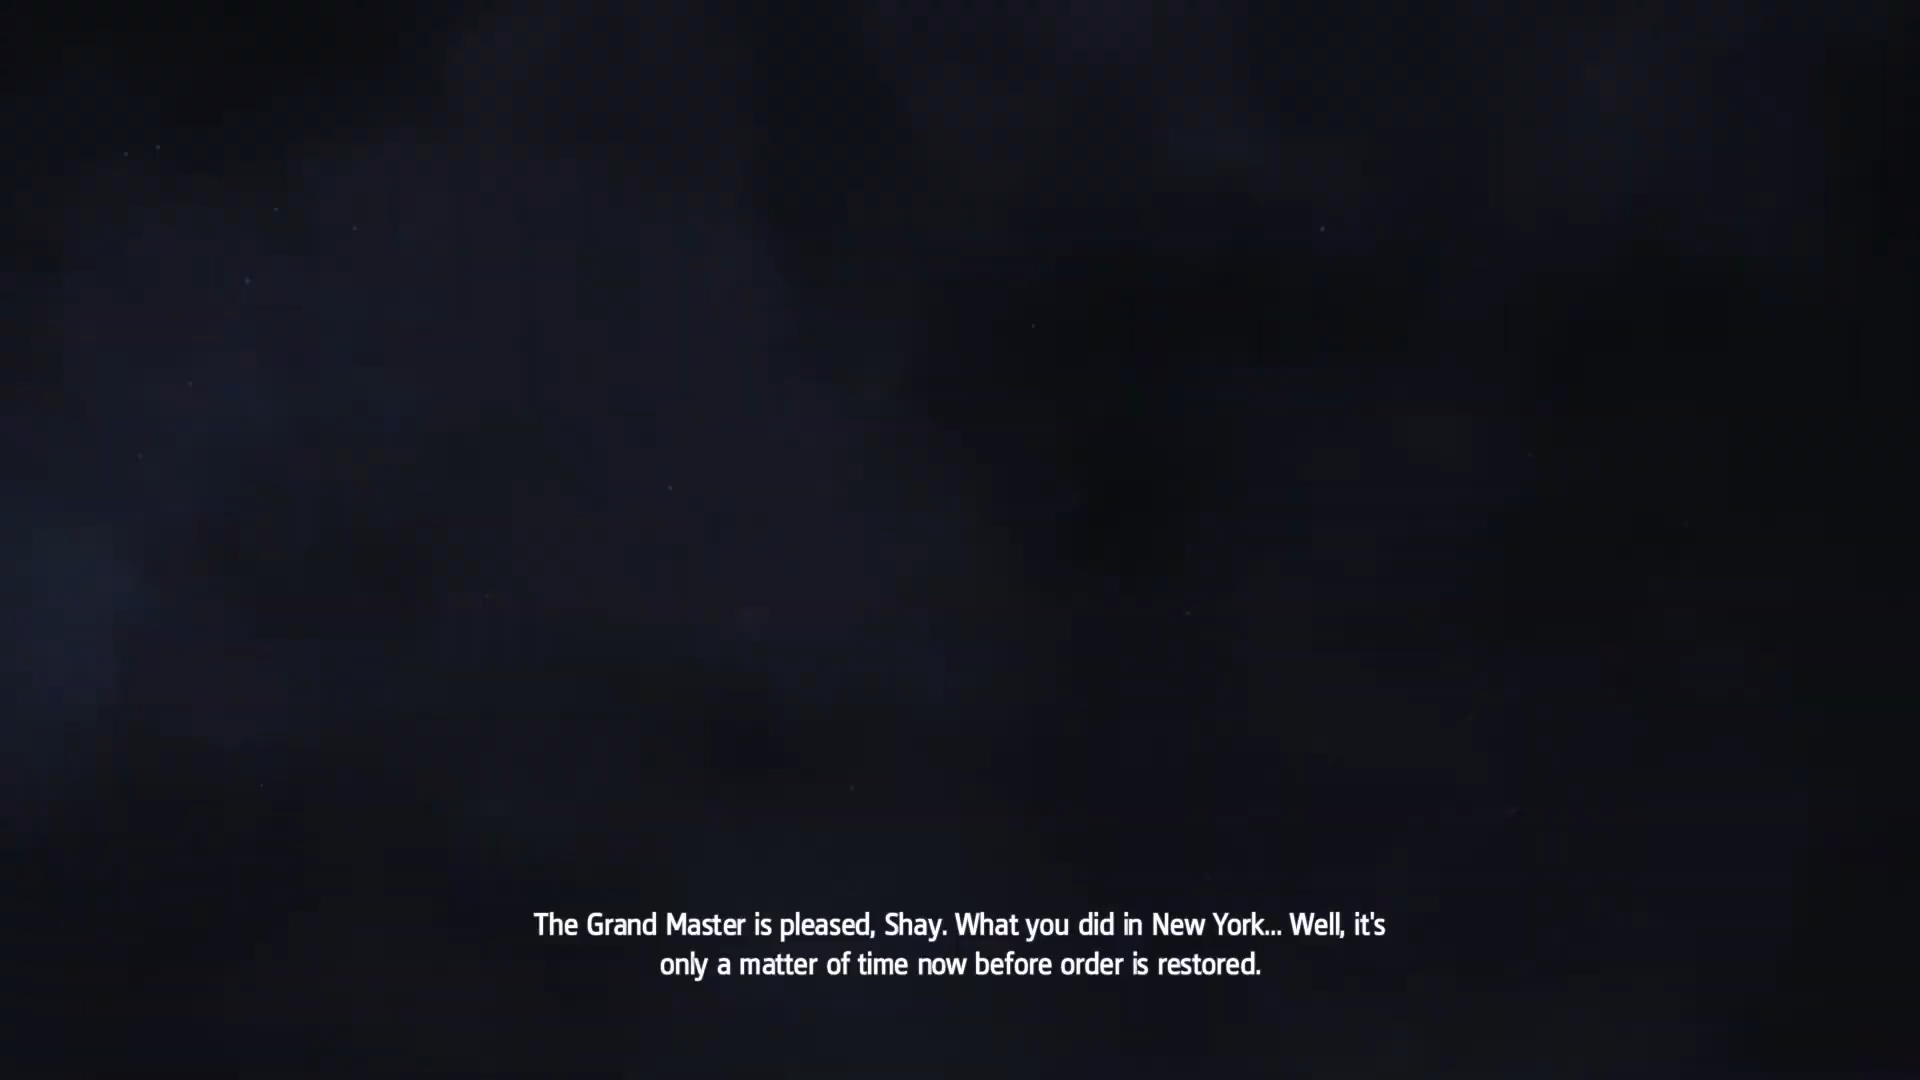 The Grand Master is pleased, Shay. What you did in New York... Well, it's
only a matter of time now before order is restored.